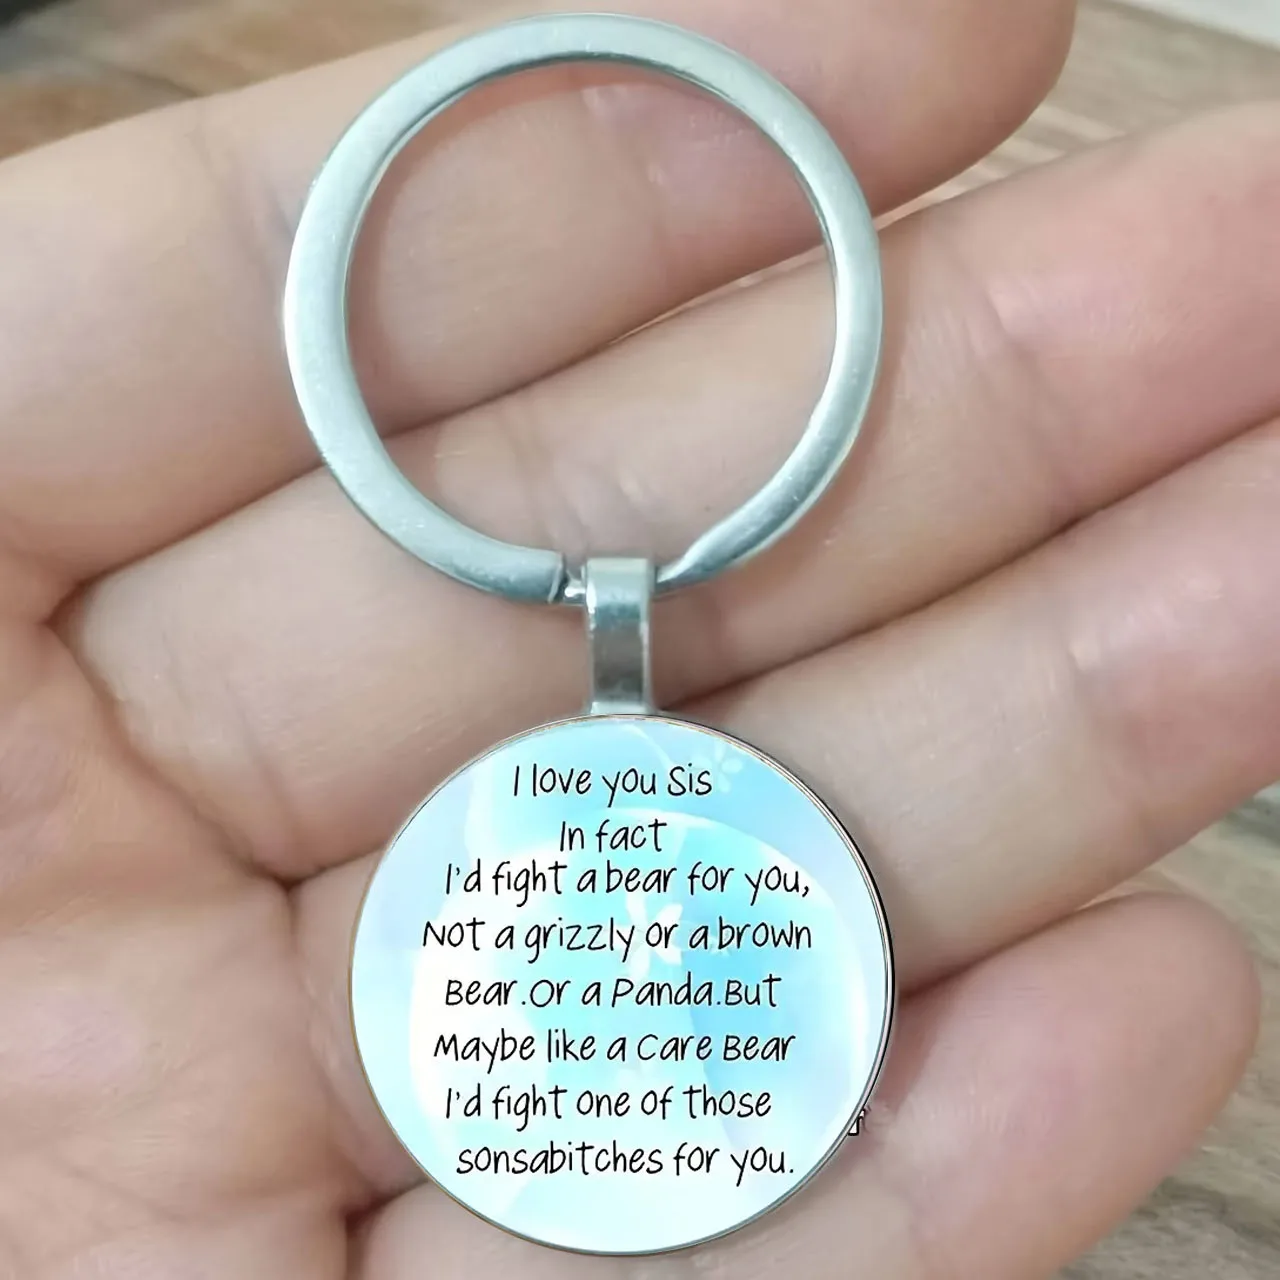 I love you Sis
In fact
I'd fight a bear for you,
Not a grizzly or a brown
Bear.Or a Panda.But
Maybe like a Care Bear
I'd fight one of those
sonsabitches for you.